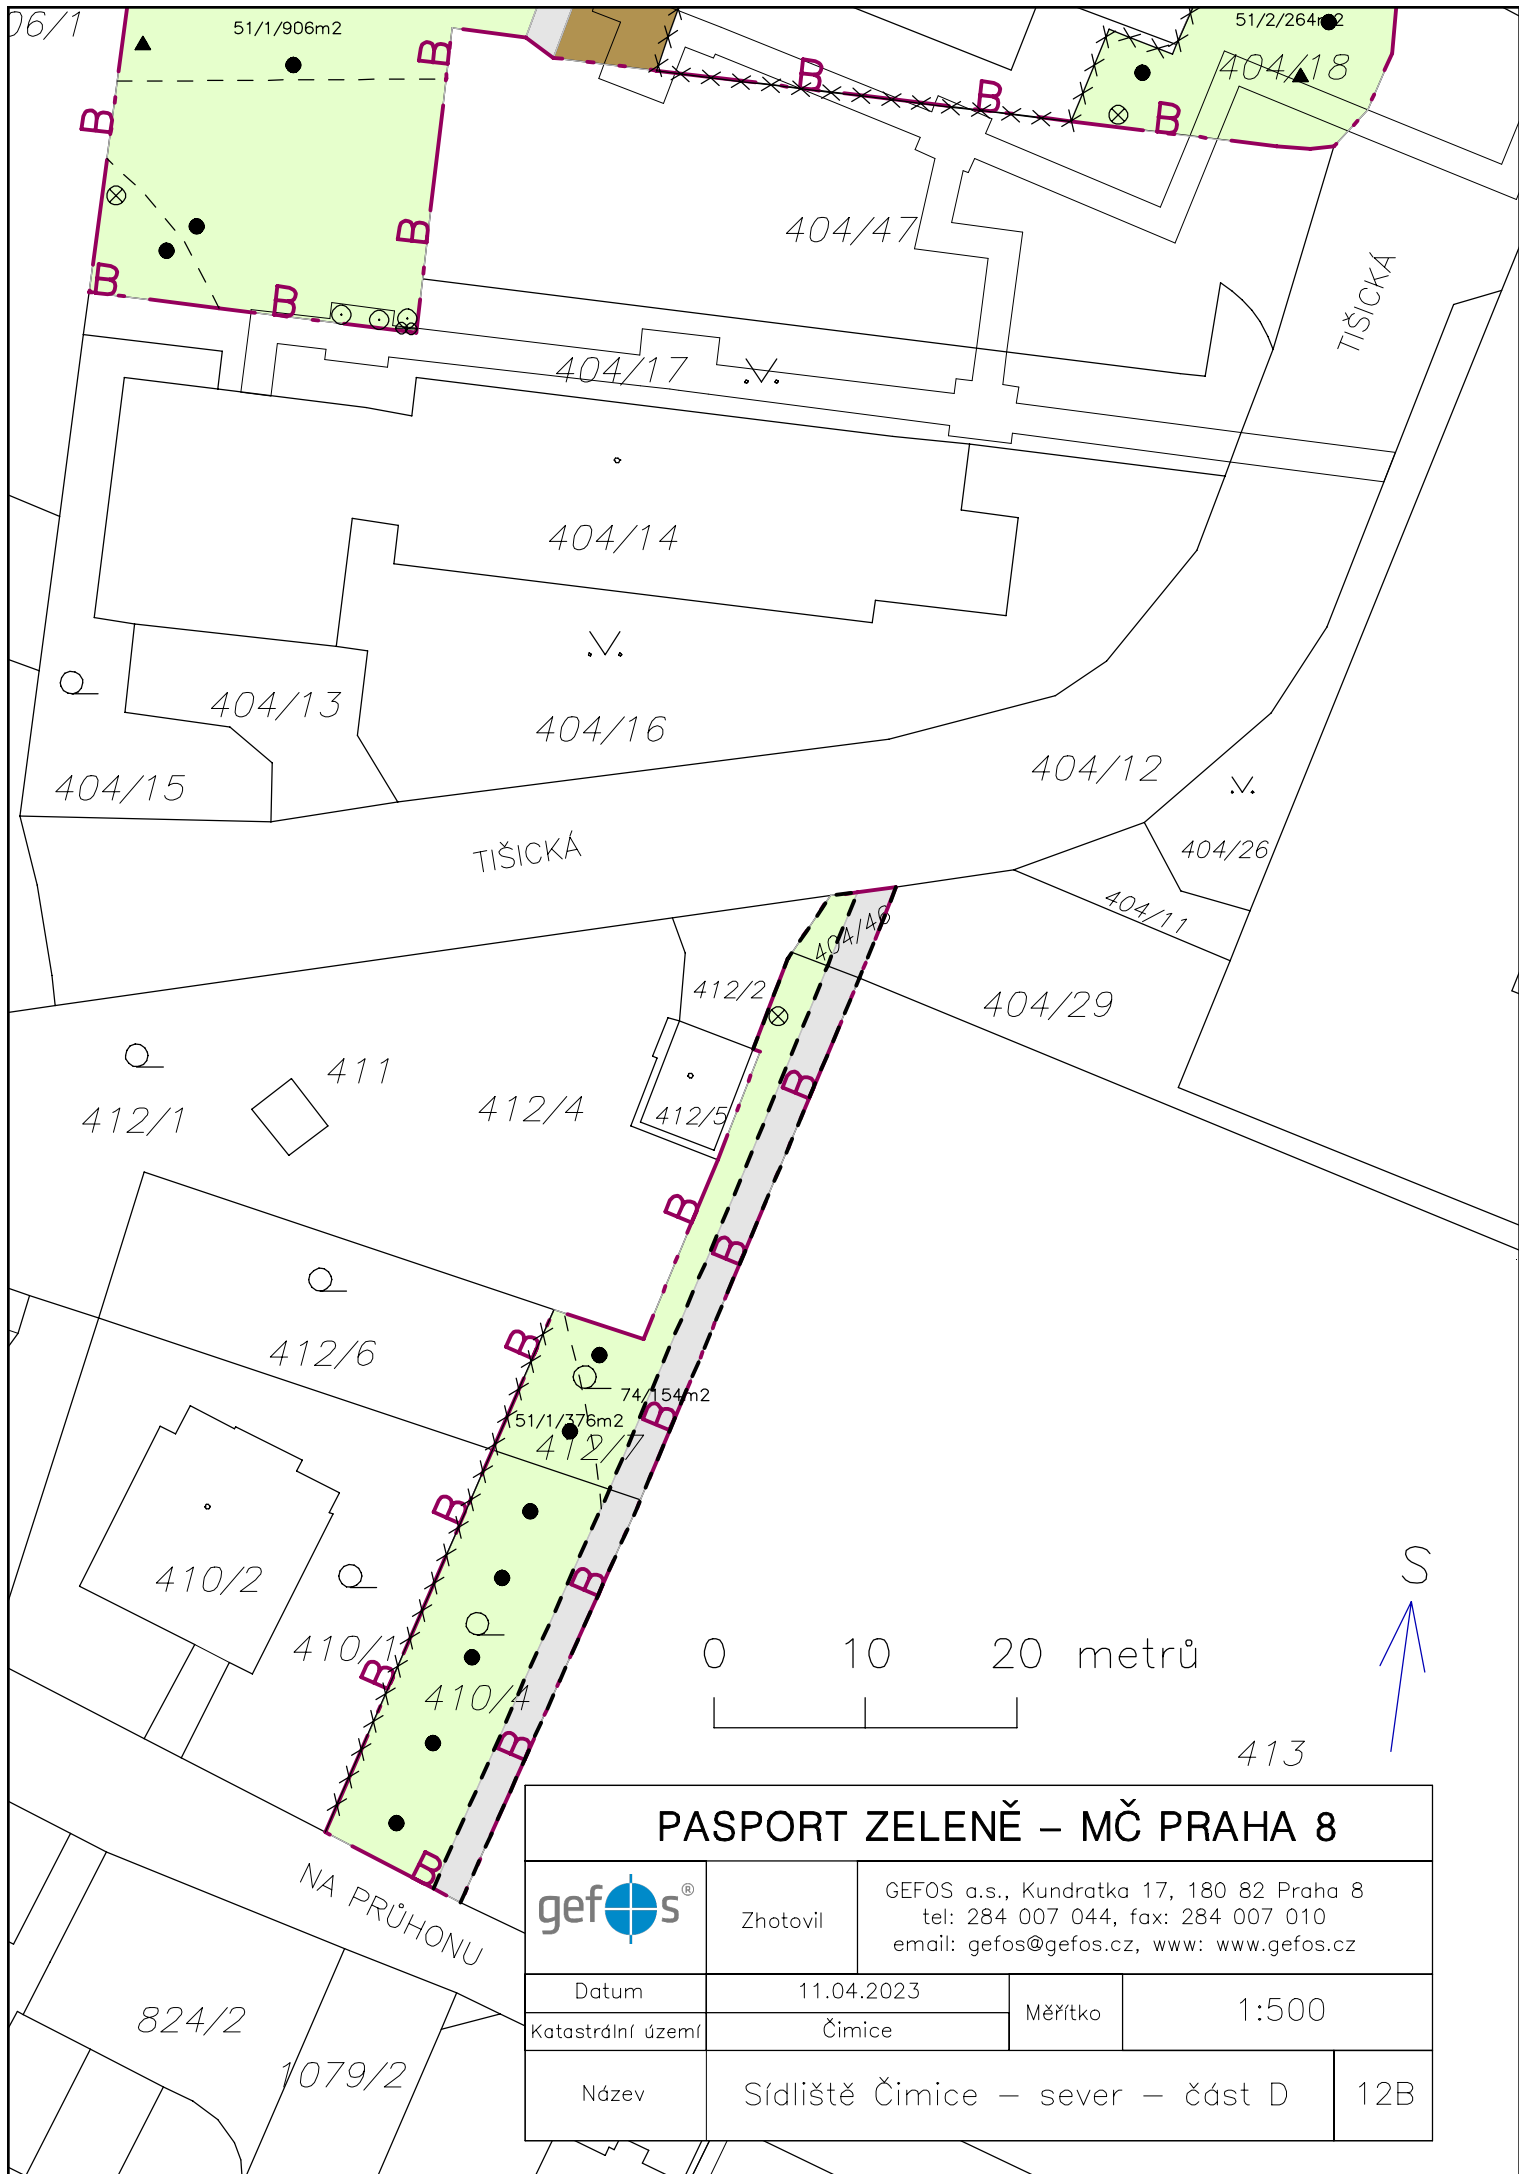 06/1
51/1/906m2
51/2/264m2
404/18
B
B
B
B
B
B
B
B
404/47
TIŠICKÁ
404/17
404/14
404/13
404/16
404/15
404/12
TIŠICKÁ
404/26
404/11
404/46
412/2
404/29
411
412/1
412/4
412/5
B
B
B
412/6
B
74/154m2
B
51/1/376m2
412/7
B
410/2
B
410/1
B
410/4
B
B
NA PRŮHONU
824/2
1079/2
S
0 10 20 metrů
413
PASPORT ZELENĚ – MČ PRAHA 8
gefos®
Zhotovil
GEFOS a.s., Kundratka 17, 180 82 Praha 8
tel: 284 007 044, fax: 284 007 010
email: gefos@gefos.cz, www: www.gefos.cz
Datum 11.04.2023
Měřítko 1:500
Katastrální území Čimice
Název Sídliště Čimice – sever – část D 12B